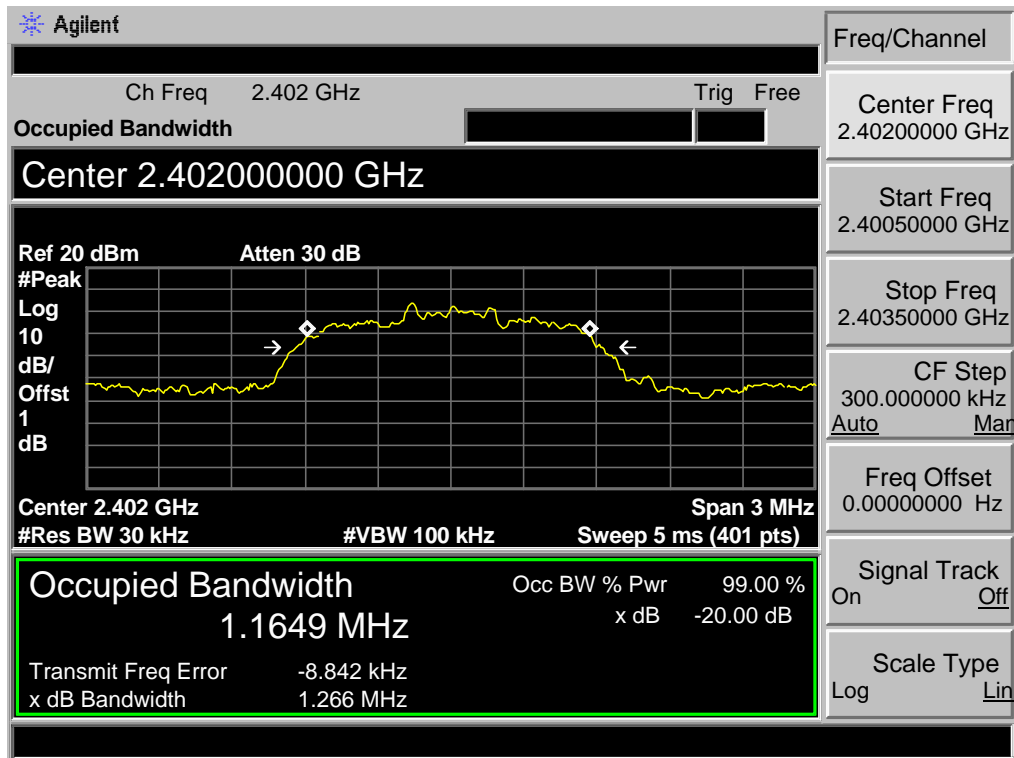 Agilent
Freq/Channel
Ch Freq 2.402 GHz Trig Free
Occupied Bandwidth
Center 2.402000000 GHz
Ref 20 dBm Atten 30 dB
#Peak
Log
10
dB/
Offst
1
dB
Center 2.402 GHz Span 3 MHz
#Res BW 30 kHz #VBW 100 kHz Sweep 5 ms (401 pts)
Occupied Bandwidth
1.1649 MHz
Occ BW % Pwr 99.00 %
x dB -20.00 dB
Transmit Freq Error -8.842 kHz
x dB Bandwidth 1.266 MHz
Center Freq
2.40200000 GHz
Start Freq
2.40050000 GHz
Stop Freq
2.40350000 GHz
CF Step
300.000000 kHz
Auto Man
Freq Offset
0.00000000 Hz
Signal Track
On Off
Scale Type
Log Lin